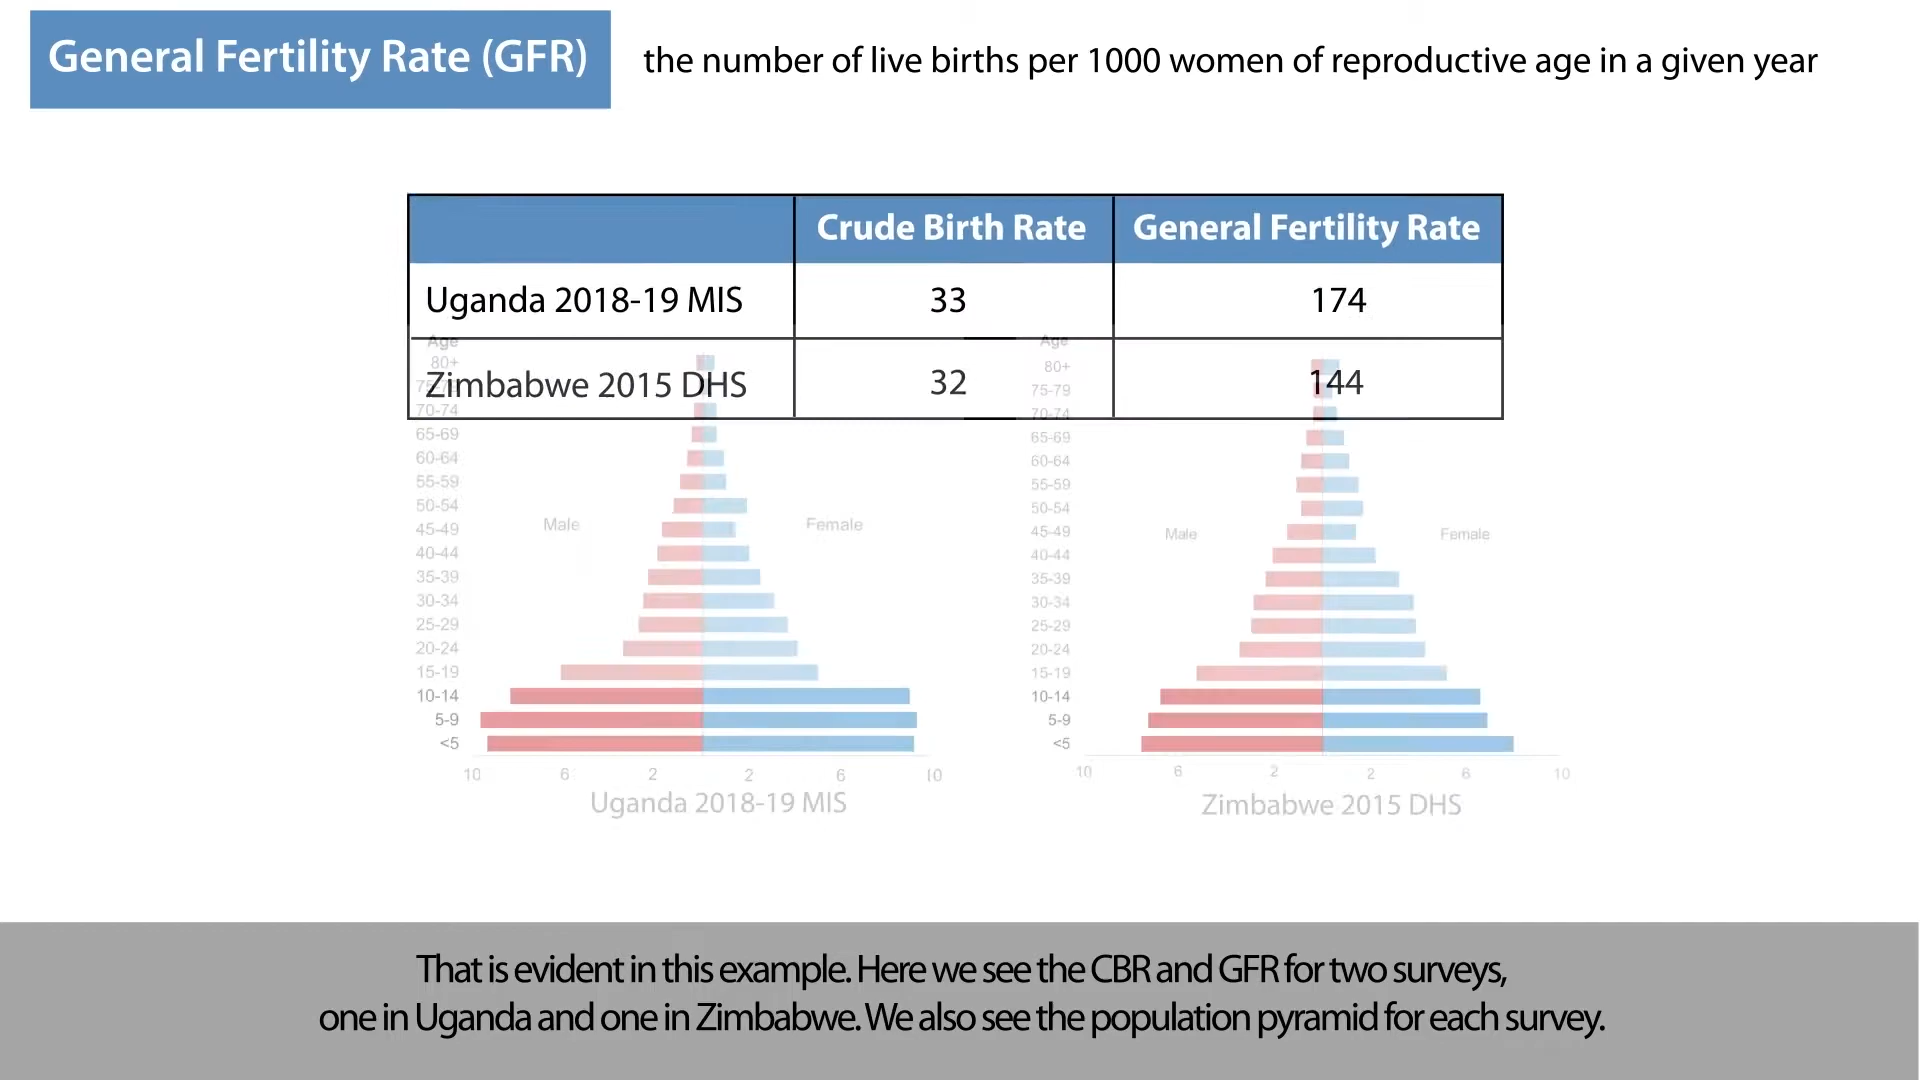 General Fertility Rate (GFR)
the number of live births per 1000 women of reproductive age in a given year
Crude Birth Rate General Fertility Rate
Uganda 2018-19 MIS 33 174
Zimbabwe 2015 DHS 32 144
Age
80+
70-74
65-69
60-64
55-59
50-54
45-49
40-44
35-39
30-34
25-29
20-24
15-19
10-14
5-9
<5
Male Female
10 6 2 2 6 10
Uganda 2018-19 MIS
Age
80+
75-79
70-74
65-69
60-64
55-59
50-54
45-49
40-44
35-39
30-34
25-29
20-24
15-19
10-14
5-9
<5
Male Female
10 6 2 2 6 10
Zimbabwe 2015 DHS
That is evident in this example. Here we see the CBR and GFR for two surveys,
one in Uganda and one in Zimbabwe. We also see the population pyramid for each survey.